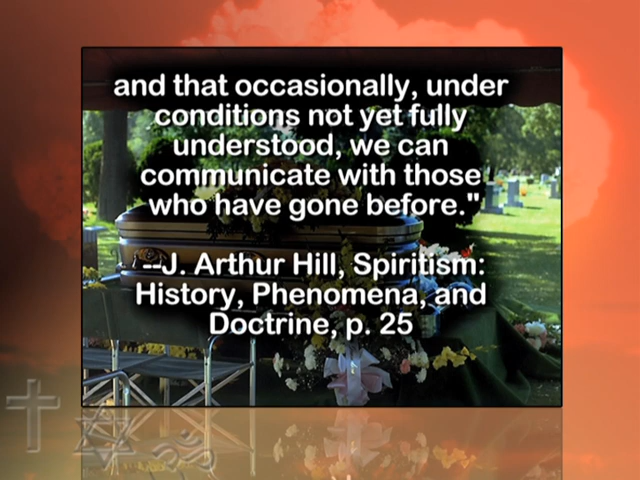 and that occasionally, under
conditions not yet fully
understood, we can
communicate with those
who have gone before."
--J. Arthur Hill, Spiritism:
History, Phenomena, and
Doctrine, p. 25